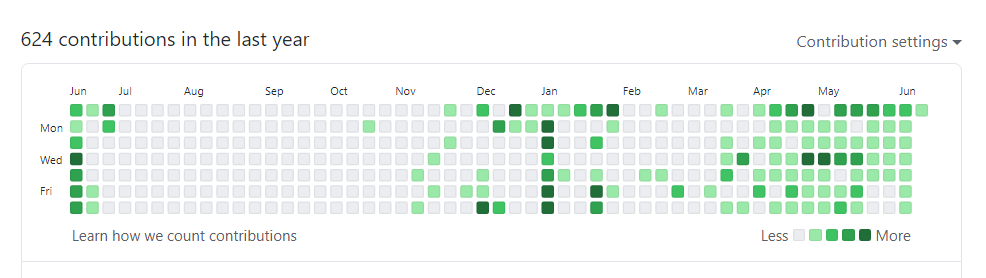 624 contributions in the last year
Contribution settings
Jun Jul Aug Sep Oct Nov Dec Jan Feb Mar Apr May Jun
Mon
Wed
Fri
Learn how we count contributions
Less More